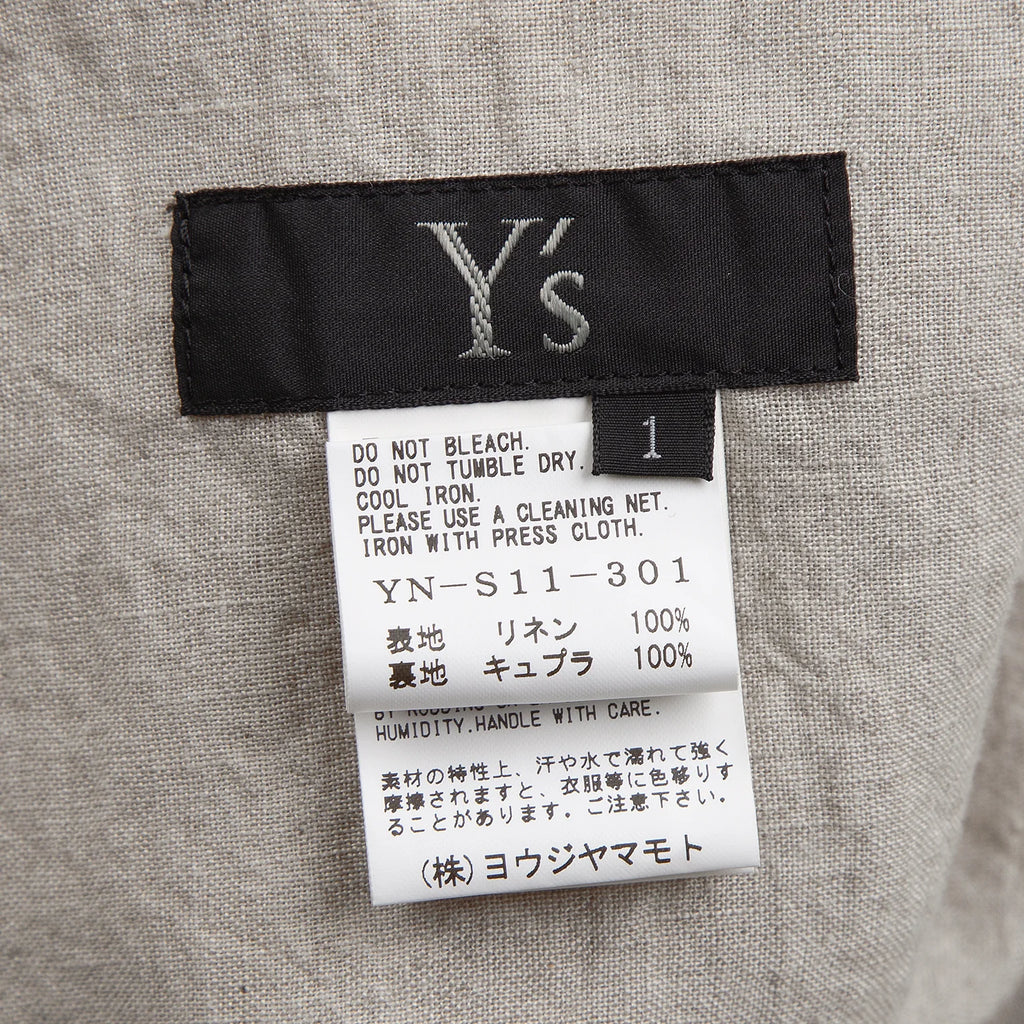 Y's
1
DO NOT BLEACH.
DO NOT TUMBLE DRY.
COOL IRON.
PLEASE USE A CLEANING NET.
IRON WITH PRESS CLOTH.
YN-S11-301
表地 リネン 100%
裏地 キュプラ 100%
BY RUBBING
HUMIDITY.HANDLE WITH CARE.
素材の特性上、汗や水で濡れて強く
摩擦されますと、衣服等に色移りす
ることがあります。ご注意下さい。
(株)ヨウジヤマモト